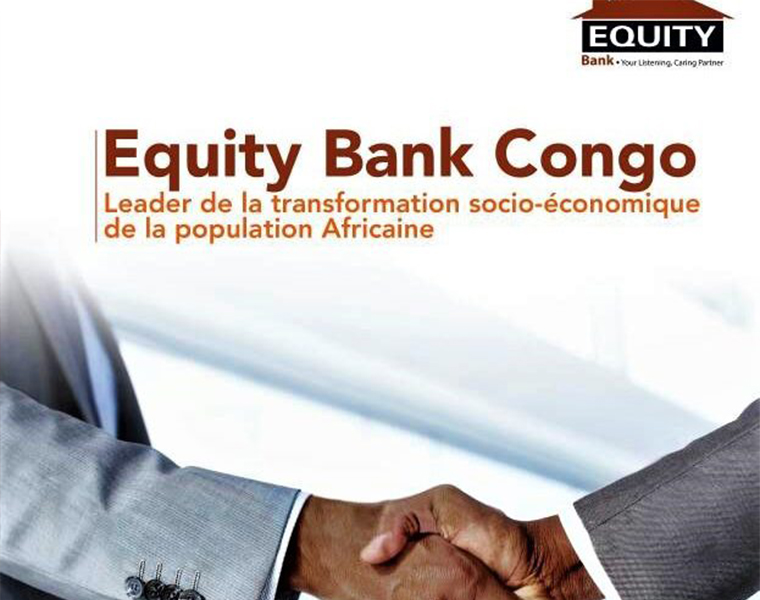 EQUITY
Bank • Your Listening, Caring Partner
Equity Bank Congo
Leader de la transformation socio-économique
de la population Africaine